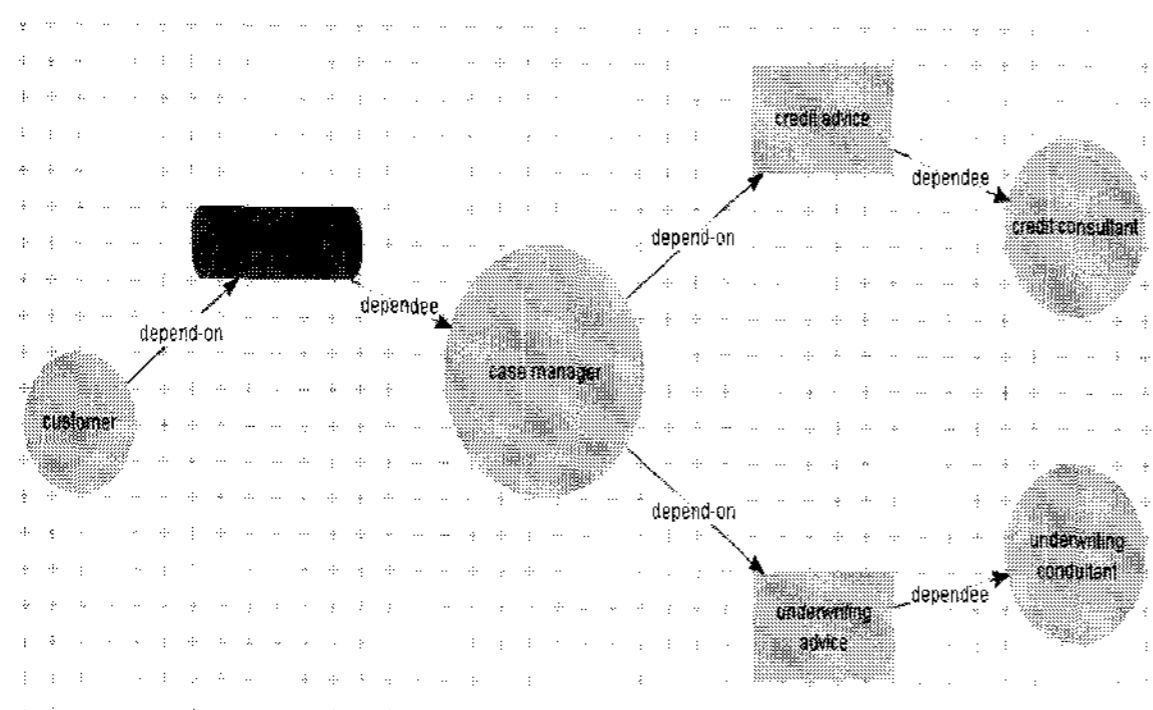 credit advice
dependee
credit consultant
depend-on
dependee
depend-on
case manager
customer
depend-on
underwriting
conduitant
dependee
underwriting
advice